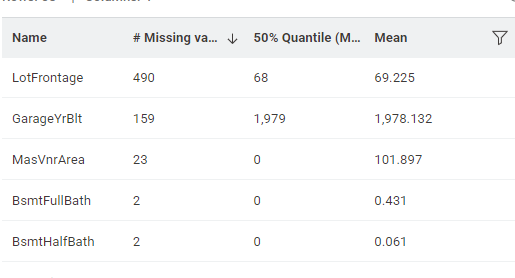 Name # Missing va... ↓ 50% Quantile (M... Mean
LotFrontage 490 68 69.225
GarageYrBlt 159 1,979 1,978.132
MasVnrArea 23 0 101.897
BsmtFullBath 2 0 0.431
BsmtHalfBath 2 0 0.061